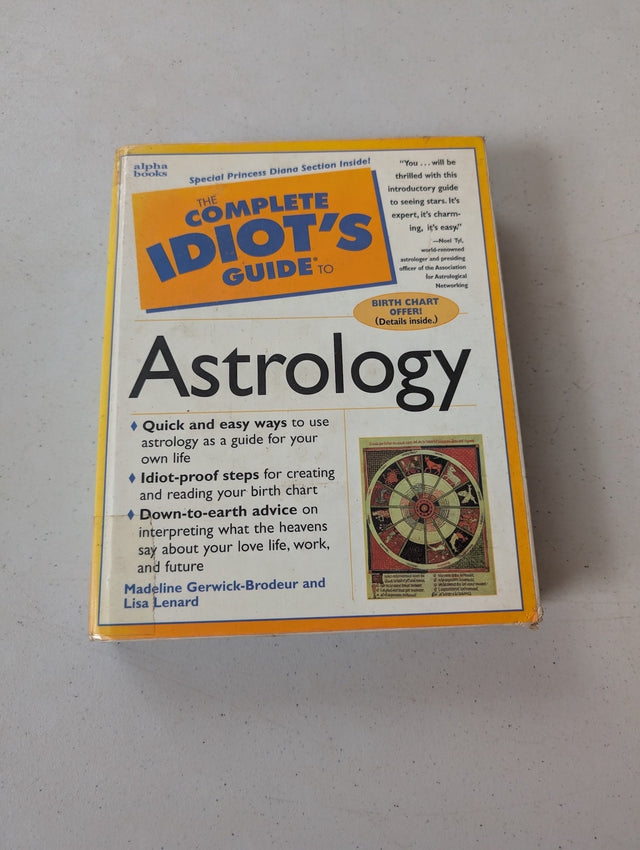 alpha
books
Special Princess Diana Section Inside!
THE
COMPLETE
IDIOT'S
GUIDE® TO
"You . . . will be
thrilled with this
introductory guide
to seeing stars. It's
expert, it's charm-
ing, it's easy."
—Noel Tyl,
world-renowned
astrologer and presiding
officer of the Association
for Astrological
Networking
BIRTH CHART
OFFER!
(Details inside.)
Astrology
♦ Quick and easy ways to use
astrology as a guide for your
own life
♦ Idiot-proof steps for creating
and reading your birth chart
♦ Down-to-earth advice on
interpreting what the heavens
say about your love life, work,
and future
Madeline Gerwick-Brodeur and
Lisa Lenard